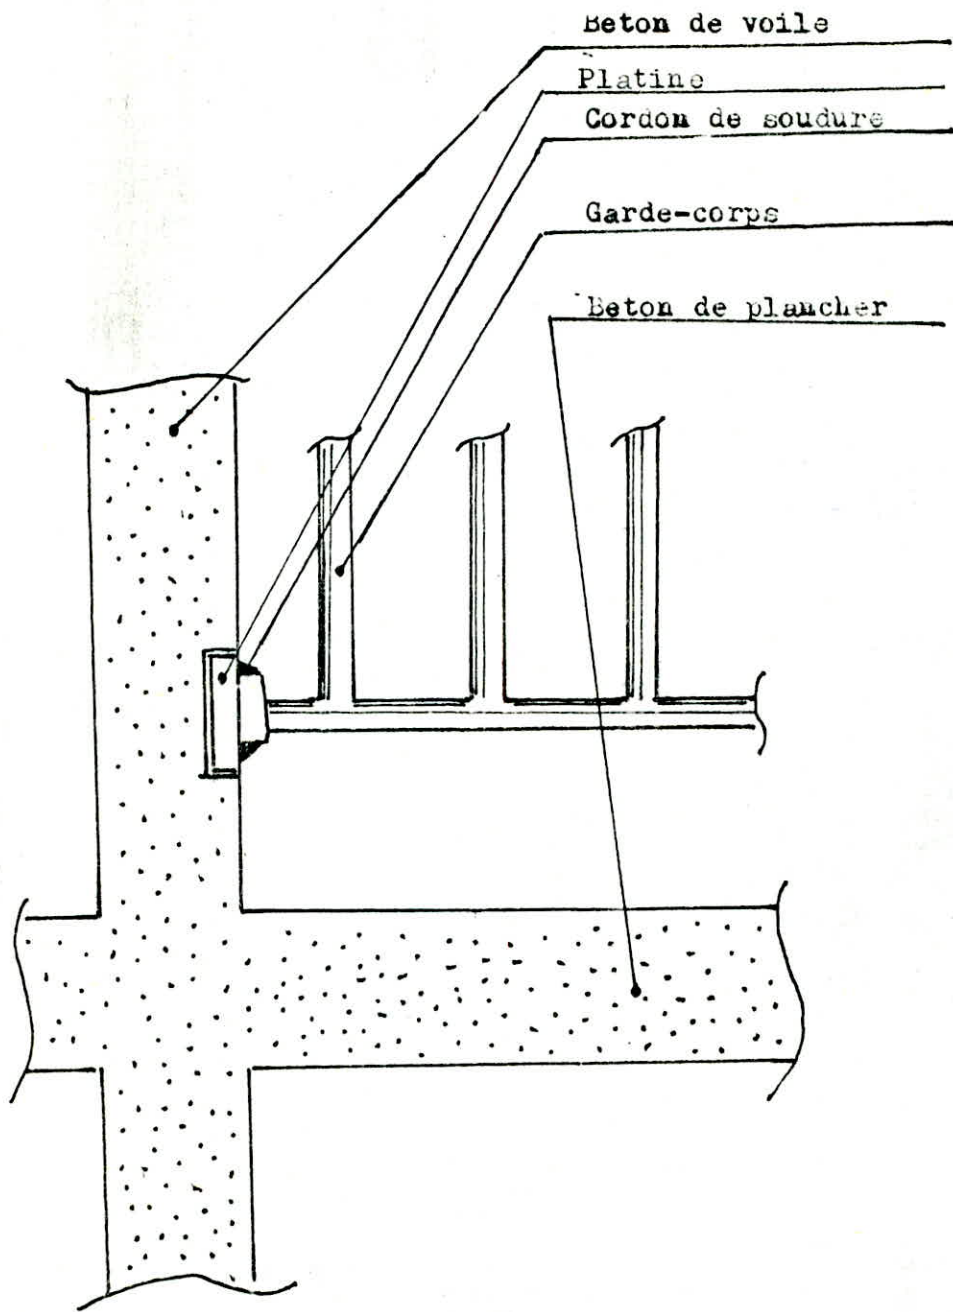 Beton de voile
Platine
Cordon de soudure
Garde-corps
Beton de plancher